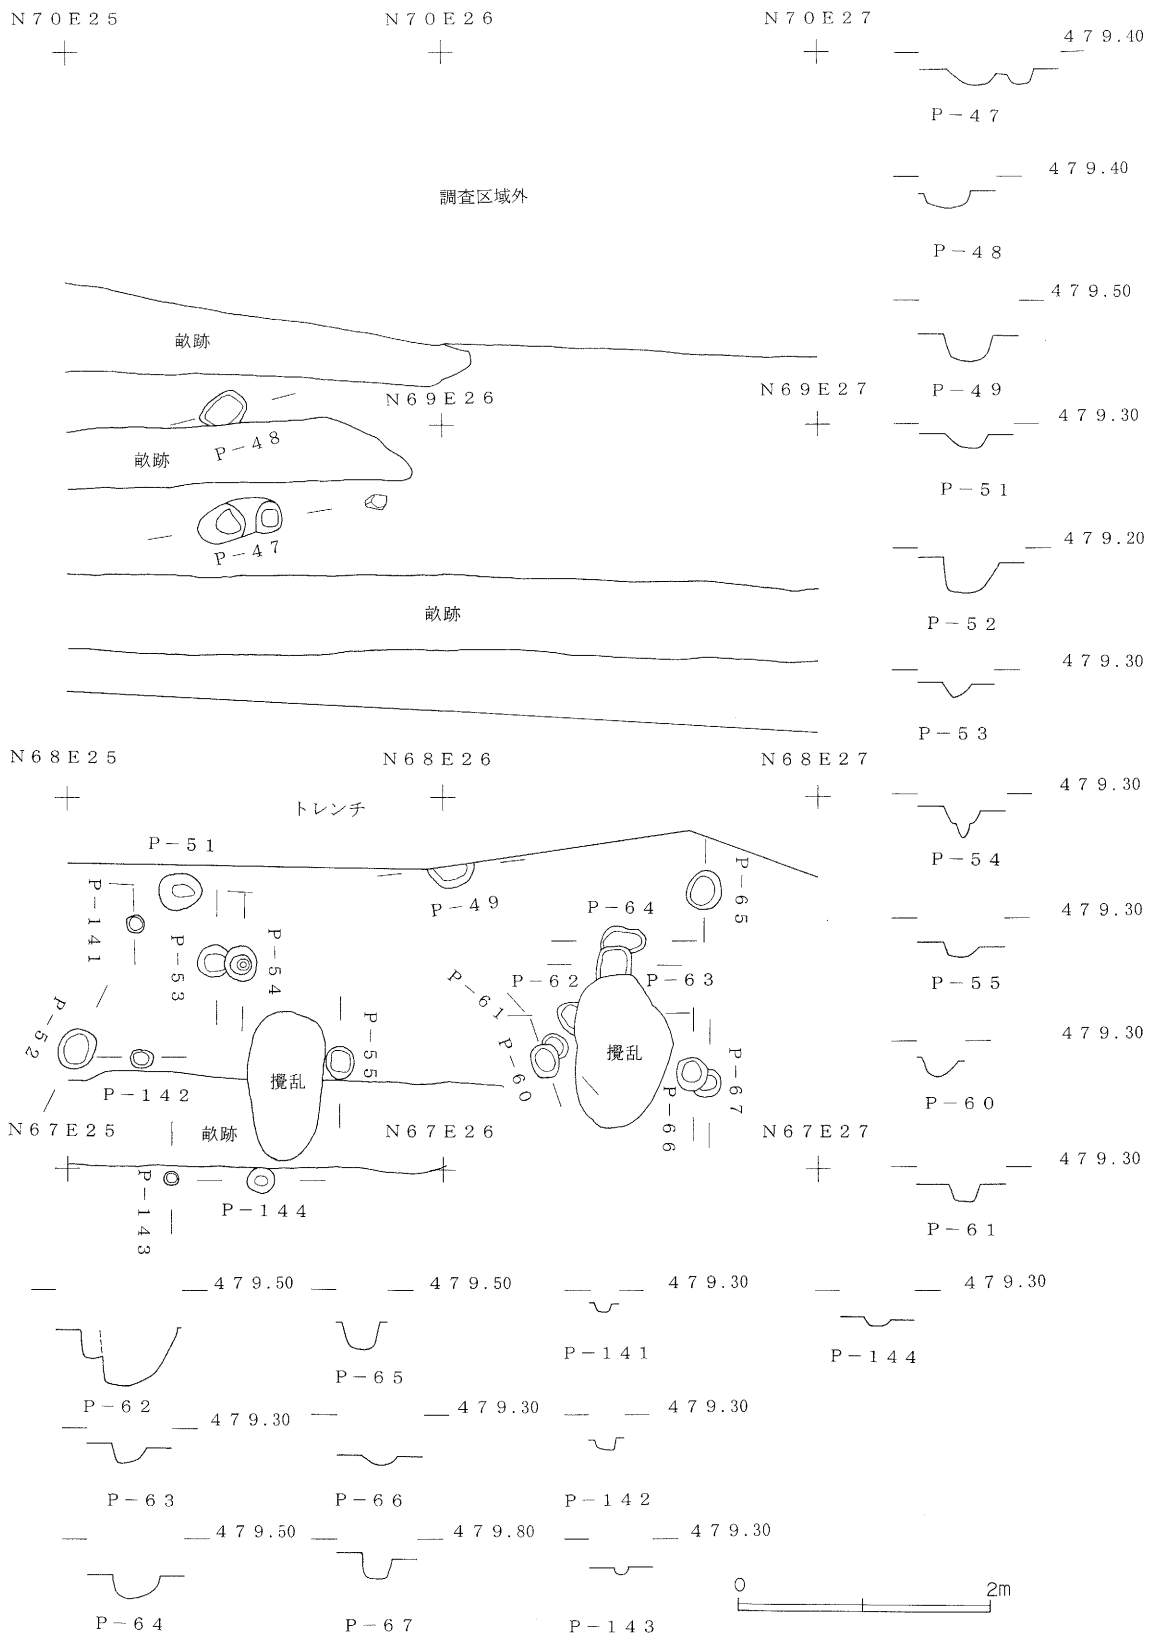 N70E25
N70E26
N70E27
479.40
P-47
調査区域外
479.40
P-48
479.50
畝跡
P-49
N69E26
N69E27
479.30
P-48
畝跡
P-51
P-47
479.20
畝跡
P-52
479.30
P-53
N68E25
N68E26
N68E27
479.30
トレンチ
P-51
P-54
P-49
P-65
P-141
P-64
479.30
P-53
P-54
P-62
P-63
P-55
P-61
P-52
P-55
479.30
攪乱
攪乱
P-60
P-67
P-142
P-60
P-66
N67E25
畝跡
N67E26
N67E27
479.30
P-143
P-144
P-61
479.50
479.50
479.30
479.30
P-141
P-144
P-65
P-62
479.30
479.30
479.30
P-63
P-66
P-142
479.50
479.80
479.30
0
2m
P-64
P-67
P-143